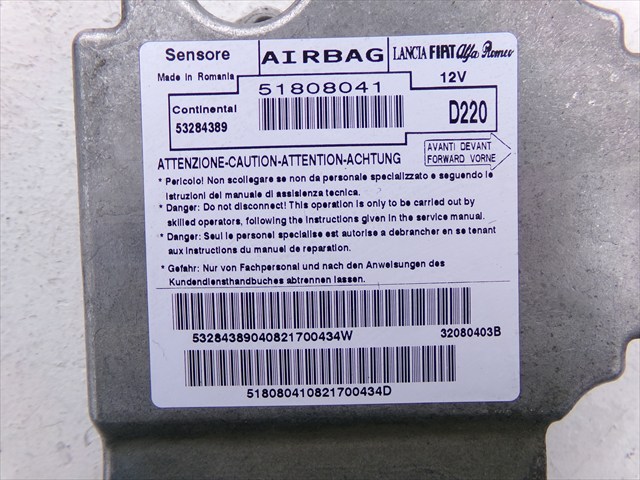 Sensore AIRBAG LANCIA FIAT Alfa Romeo
Made in Romania 12V
51808041
Continental
53284389 D220
AVANTI DEVANT
FORWARD VORNE
ATTENZIONE-CAUTION-ATTENTION-ACHTUNG
* Pericolo! Non scollegare se non da personale specializzato e seguendo le
istruzioni del manuale di assistenza tecnica.
* Danger: Do not disconnect! This operation is only to be carried out by
skilled operators, following the instructions given in the service manual.
* Danger: Seul le personel specialise est autorise a debrancher en se tenant
aux instructions du manuel de reparation.
* Gefahr: Nur von Fachpersonal und nach den Anweisungen des
Kundendiensthandbuches abtrennen lassen.
53284389040821700434W 32080403B
518080410821700434D